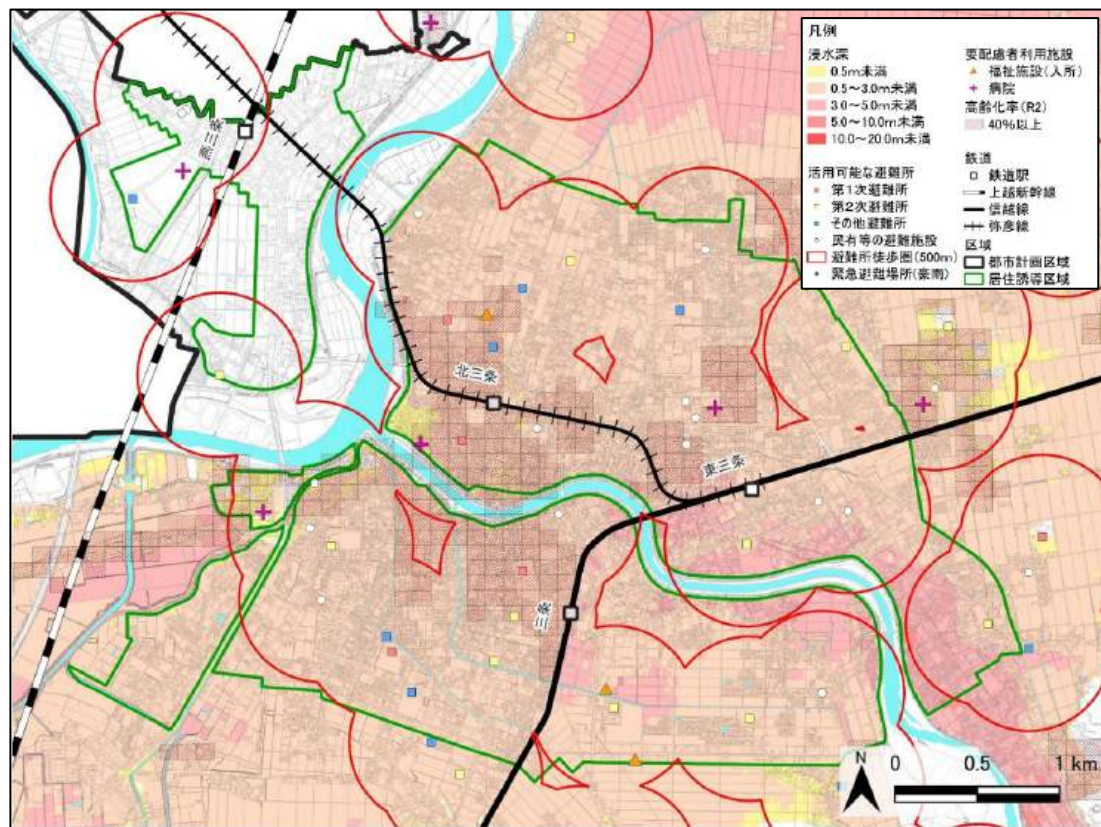 凡例
浸水深
0.5m未満
0.5~3.0m未満
3.0~5.0m未満
5.0~10.0m未満
10.0~20.0m未満
活用可能な避難所
第1次避難所
第2次避難所
その他避難所
民有等の避難施設
避難所徒歩圏(500m)
緊急避難場所(豪雨)
要配慮者利用施設
福祉施設(入所)
病院
高齢化率(R2)
40%以上
鉄道
鉄道駅
上越新幹線
信越線
弥彦線
区域
都市計画区域
居住誘導区域
燕三条
北三条
東三条
三条
N
0 0.5 1 km